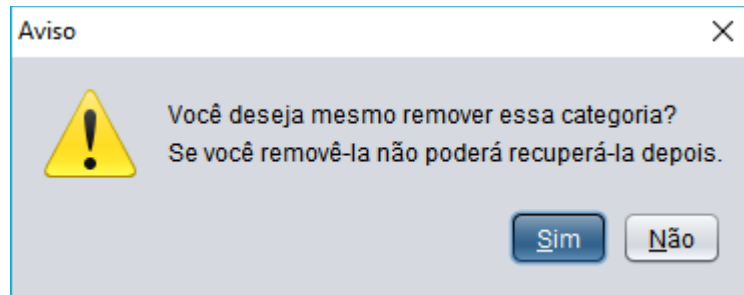 Aviso
Você deseja mesmo remover essa categoria?
Se você removê-la não poderá recuperá-la depois.
Sim Não